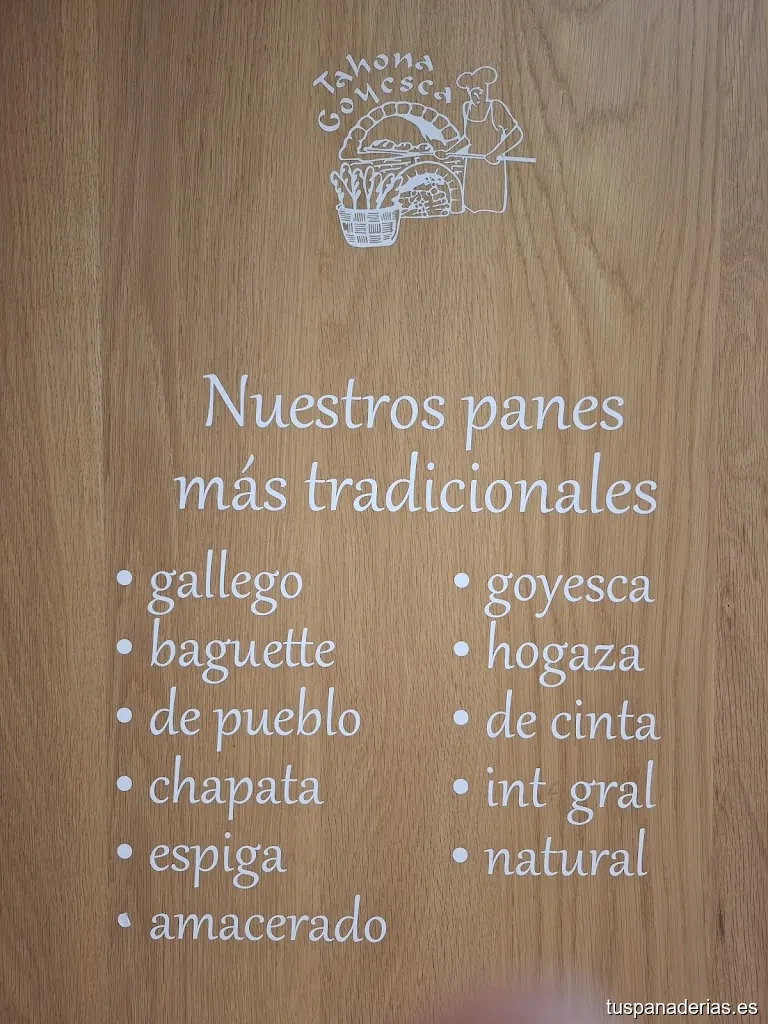 Tahona
Goyesca
Nuestros panes
más tradicionales
• gallego
• baguette
• de pueblo
• chapata
• espiga
• amacerado
• goyesca
• hogaza
• de cinta
• int gral
• natural
tuspanaderias.es